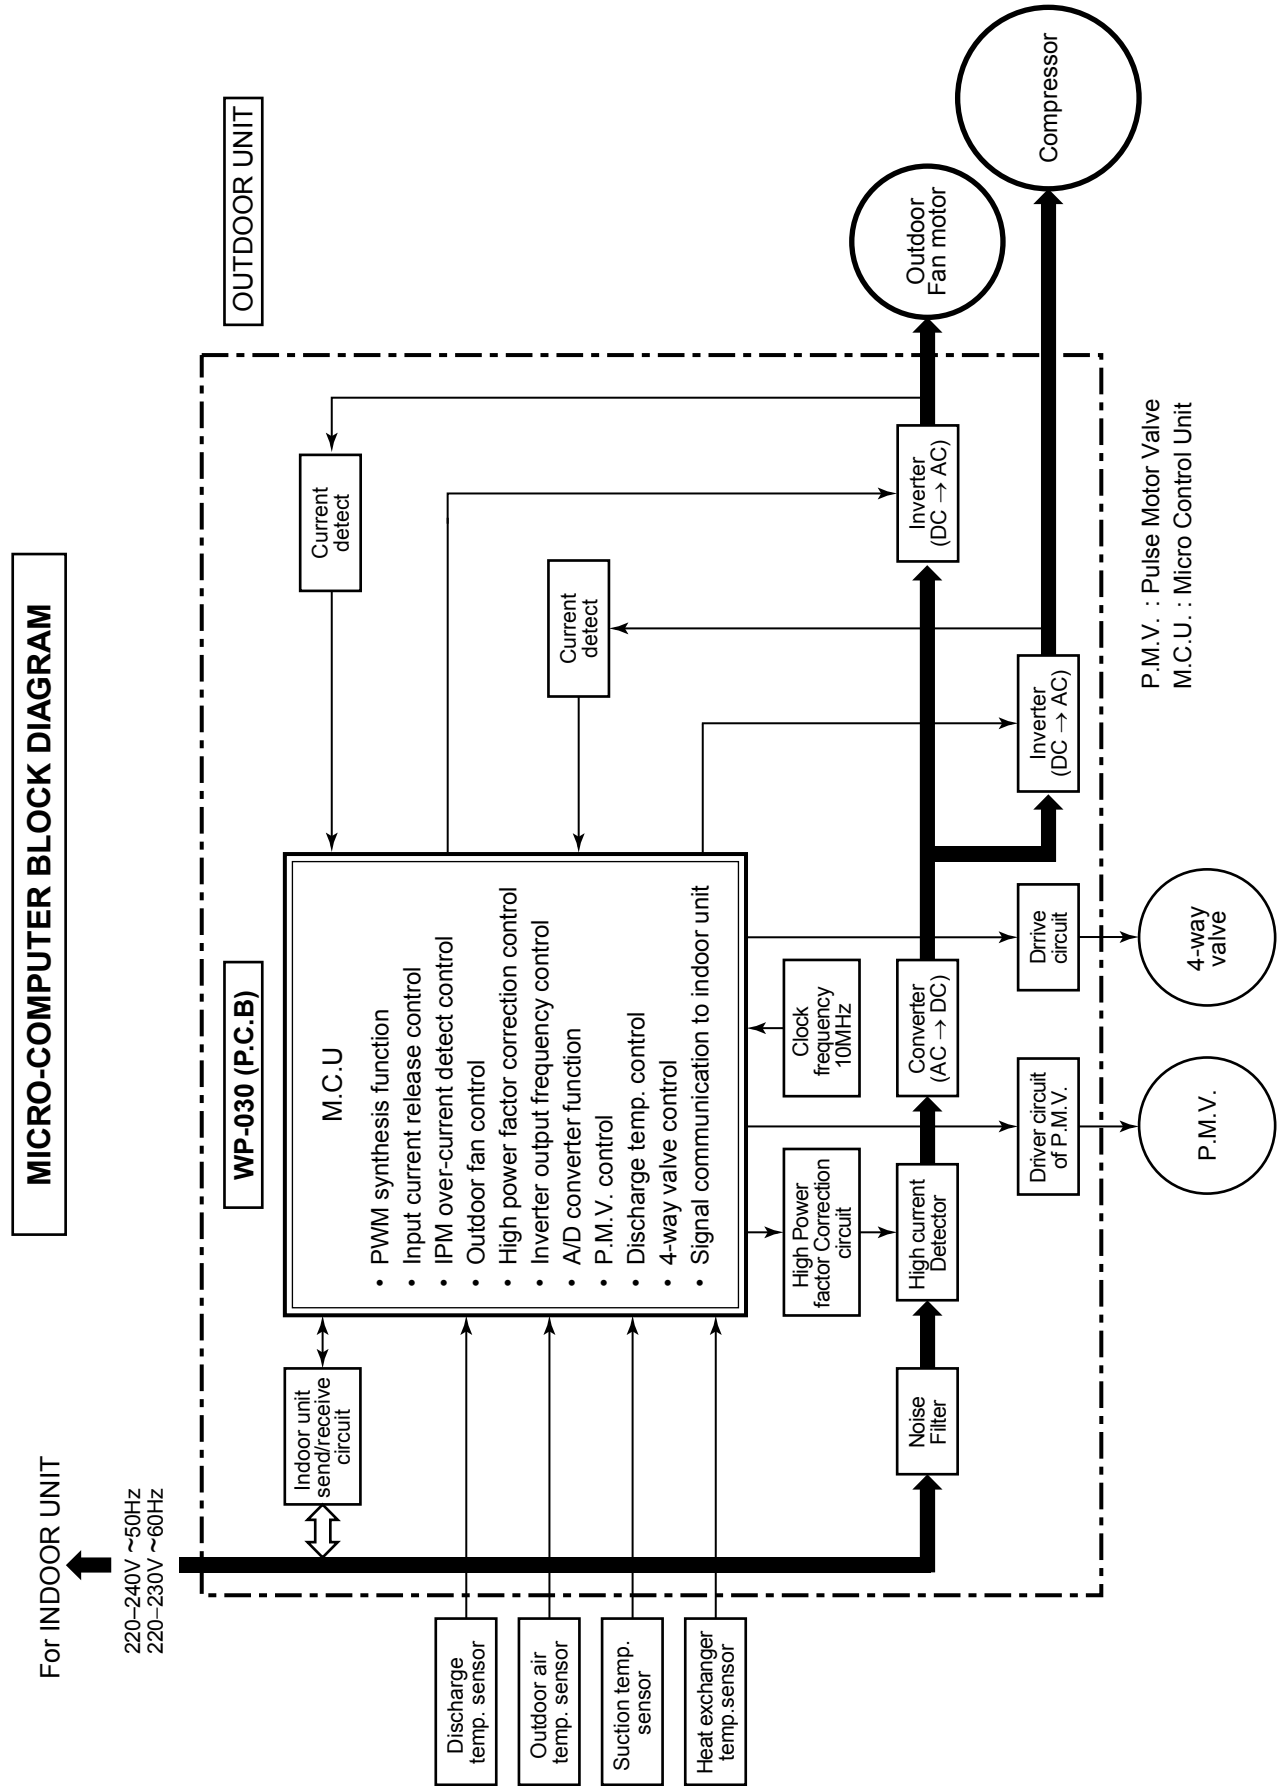 MICRO-COMPUTER BLOCK DIAGRAM
For INDOOR UNIT
220–240V ~50Hz
220–230V ~60Hz
WP-030 (P.C.B)
OUTDOOR UNIT
Indoor unit
send/receive
circuit
M.C.U
• PWM synthesis function
• Input current release control
• IPM over-current detect control
• Outdoor fan control
• High power factor correction control
• Inverter output frequency control
• A/D converter function
• P.M.V. control
• Discharge temp. control
• 4-way valve control
• Signal communication to indoor unit
Current
detect
Current
detect
Discharge
temp. sensor
Outdoor air
temp. sensor
Suction temp.
sensor
Heat exchanger
temp.sensor
High Power
factor Correction
circuit
Clock
frequency
10MHz
Noise
Filter
High current
Detector
Converter
(AC → DC)
Inverter
(DC → AC)
Outdoor
Fan motor
Driver circuit
of P.M.V.
Drrive
circuit
Inverter
(DC → AC)
Compressor
P.M.V.
4-way
valve
P.M.V. : Pulse Motor Valve
M.C.U. : Micro Control Unit